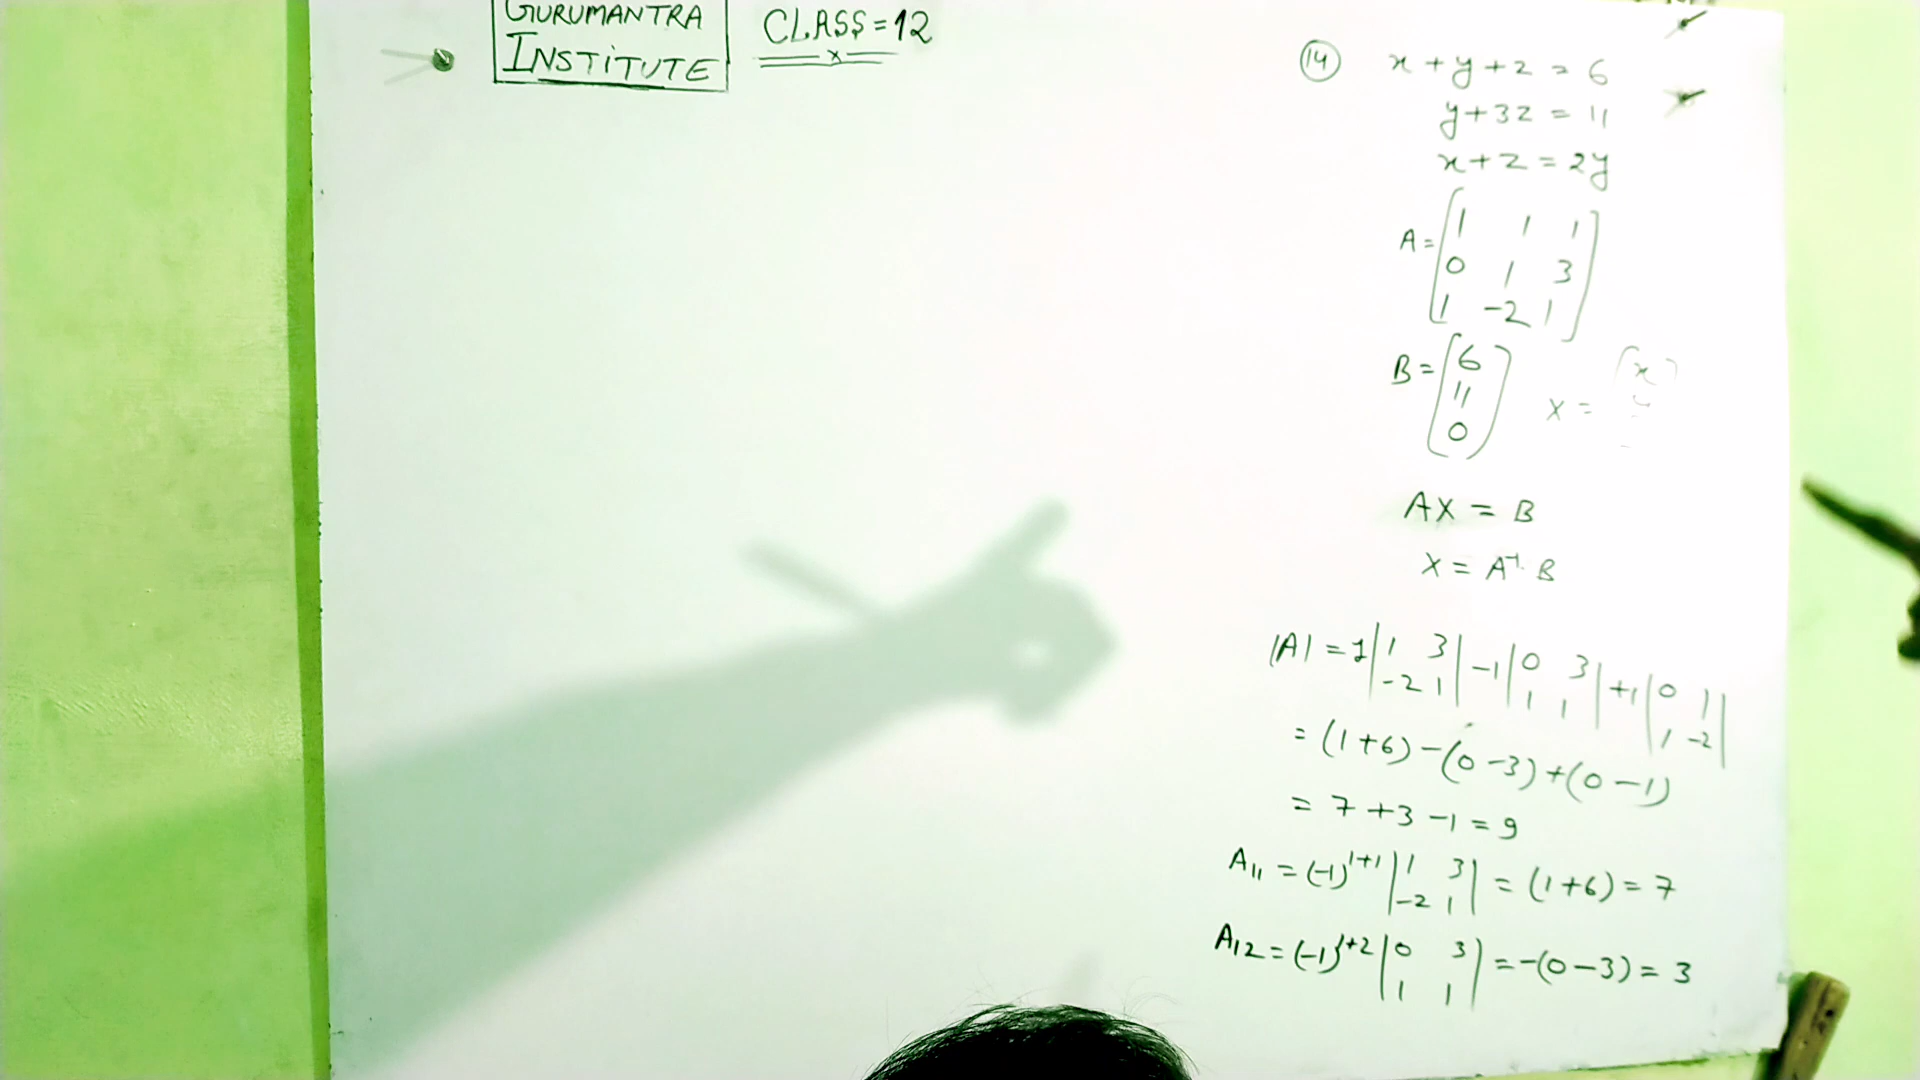 GURUMANTRA
INSTITUTE
CLASS=12
x
14 x+y+z = 6
y+3z = 11
x+z = 2y
A = [1 1 1
0 1 3
1 -2 1]
B = [6
11
0]
X = [x
y
AX = B
X = A⁻¹·B
|A| = 1|1 3| -1|0 3| +1|0 1|
|-2 1| |1 1| |1 -2|
= (1+6)-(0-3)+(0-1)
= 7+3-1 = 9
A₁₁ = (-1)¹⁺¹ |1 3| = (1+6) = 7
|-2 1|
A₁₂ = (-1)¹⁺² |0 3| = -(0-3) = 3
|1 1|